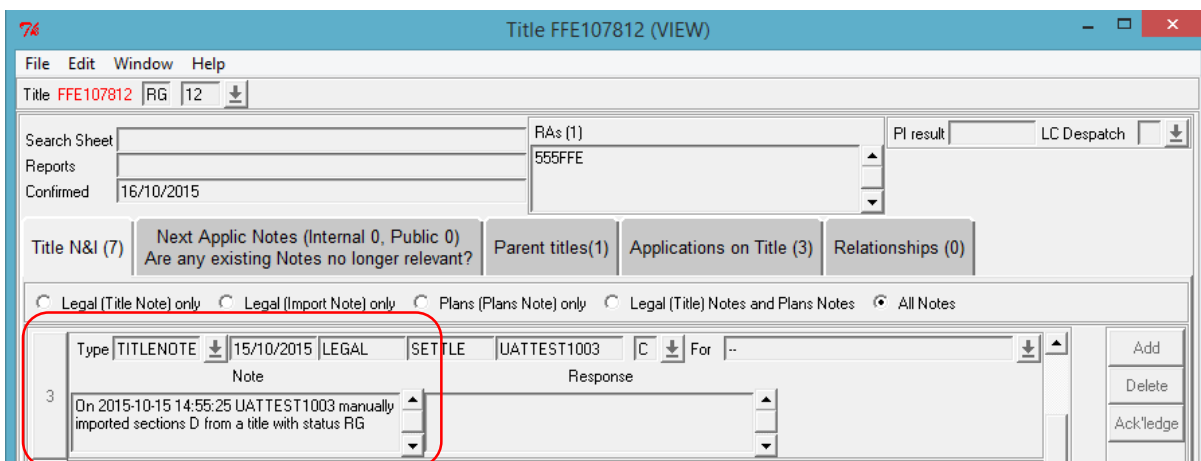 Title FFE107812 (VIEW)
File Edit Window Help
Title FFE107812 RG 12
Search Sheet
Reports
Confirmed 16/10/2015
RAs (1)
555FFE
PI result LC Despatch
Title N&I (7)
Next Applic Notes (Internal 0, Public 0)
Are any existing Notes no longer relevant?
Parent titles(1)
Applications on Title (3)
Relationships (0)
Legal (Title Note) only Legal (Import Note) only Plans (Plans Note) only Legal (Title) Notes and Plans Notes All Notes
3
Type TITLENOTE 15/10/2015 LEGAL SETTLE UATTEST1003 C For --
Note Response
On 2015-10-15 14:55:25 UATTEST1003 manually
imported sections D from a title with status RG
Add
Delete
Ack'ledge